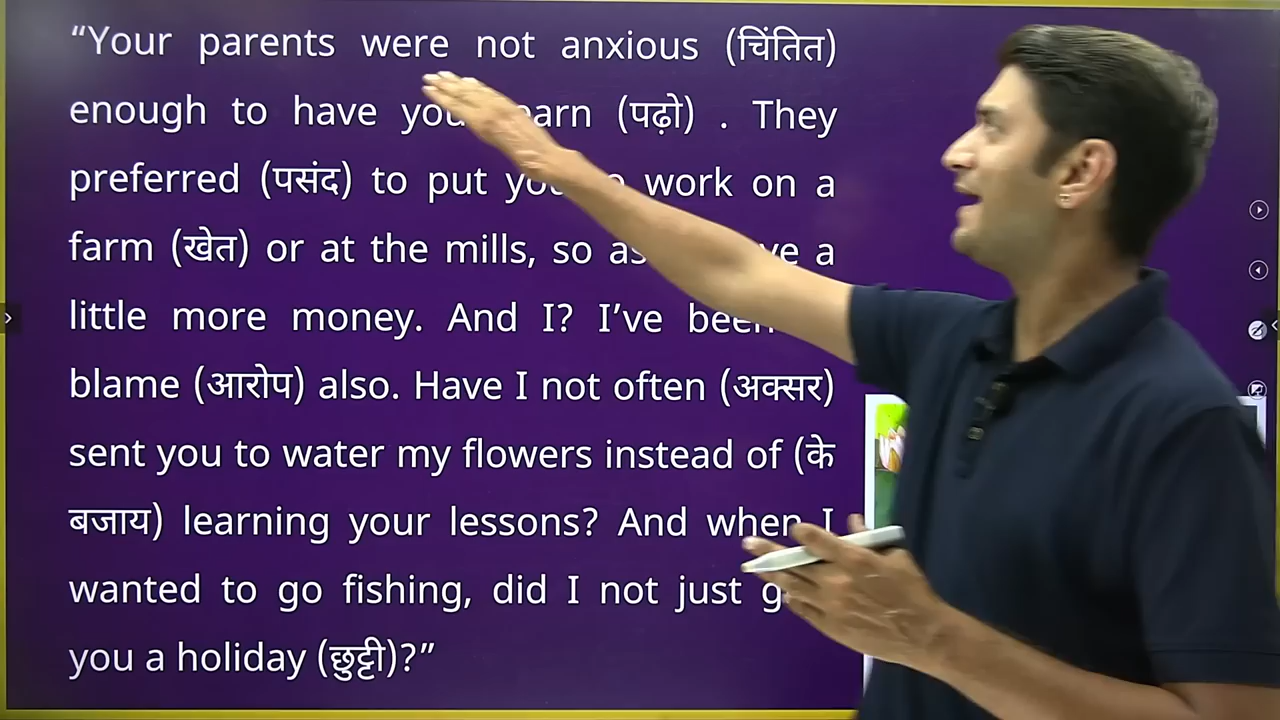 “Your parents were not anxious (चिंतित)
enough to have (पढ़ो) . They
preferred (पसंद) to put work on a
farm (खेत) or at the mills, so as a
little more money. And I? I’ve been
blame (आरोप) also. Have I not often (अक्सर)
sent you to water my flowers instead of (के
बजाय) learning your lessons? And when I
wanted to go fishing, did I not just
you a holiday (छुट्टी)?”